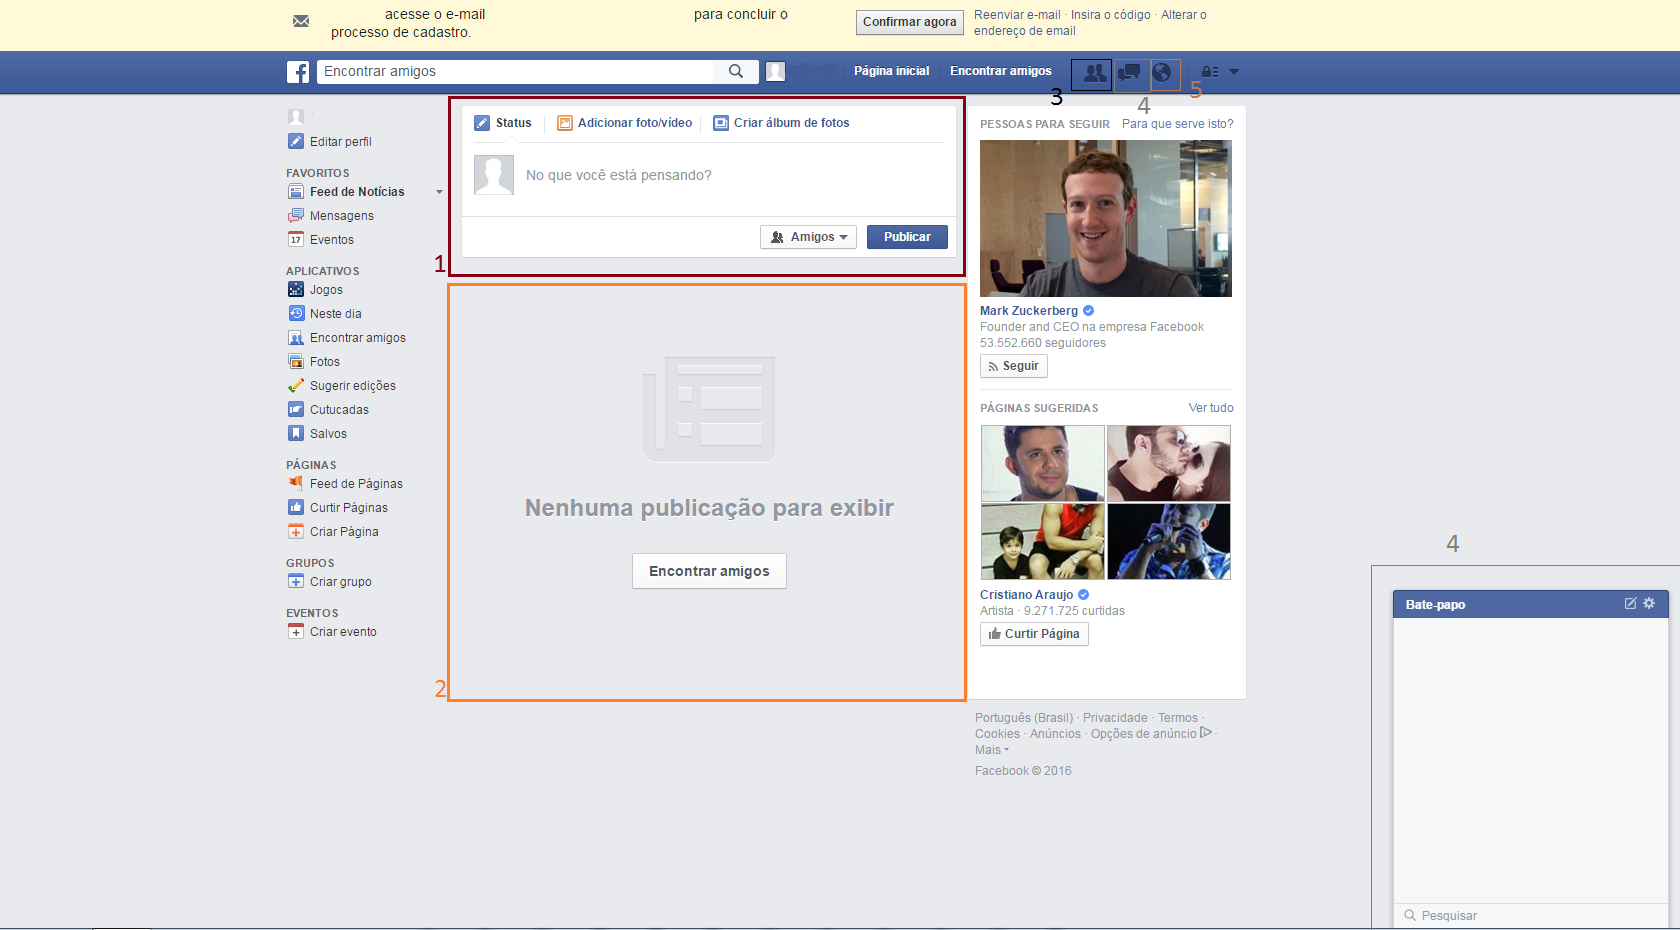 acesse o e-mail para concluir o
processo de cadastro.
Confirmar agora
Reenviar e-mail · Insira o código · Alterar o
endereço de email
Encontrar amigos
Página inicial
Encontrar amigos
3
4
5
Editar perfil
FAVORITOS
Feed de Notícias
Mensagens
17 Eventos
APLICATIVOS
Jogos
Neste dia
Encontrar amigos
Fotos
Sugerir edições
Cutucadas
Salvos
PÁGINAS
Feed de Páginas
Curtir Páginas
Criar Página
GRUPOS
Criar grupo
EVENTOS
Criar evento
Status
Adicionar foto/vídeo
Criar álbum de fotos
No que você está pensando?
Amigos
Publicar
1
Nenhuma publicação para exibir
Encontrar amigos
2
PESSOAS PARA SEGUIR Para que serve isto?
Mark Zuckerberg
Founder and CEO na empresa Facebook
53.552.660 seguidores
Seguir
PÁGINAS SUGERIDAS Ver tudo
Cristiano Araujo
Artista · 9.271.725 curtidas
Curtir Página
Português (Brasil) · Privacidade · Termos ·
Cookies · Anúncios · Opções de anúncio ·
Mais
Facebook © 2016
4
Bate-papo
Pesquisar